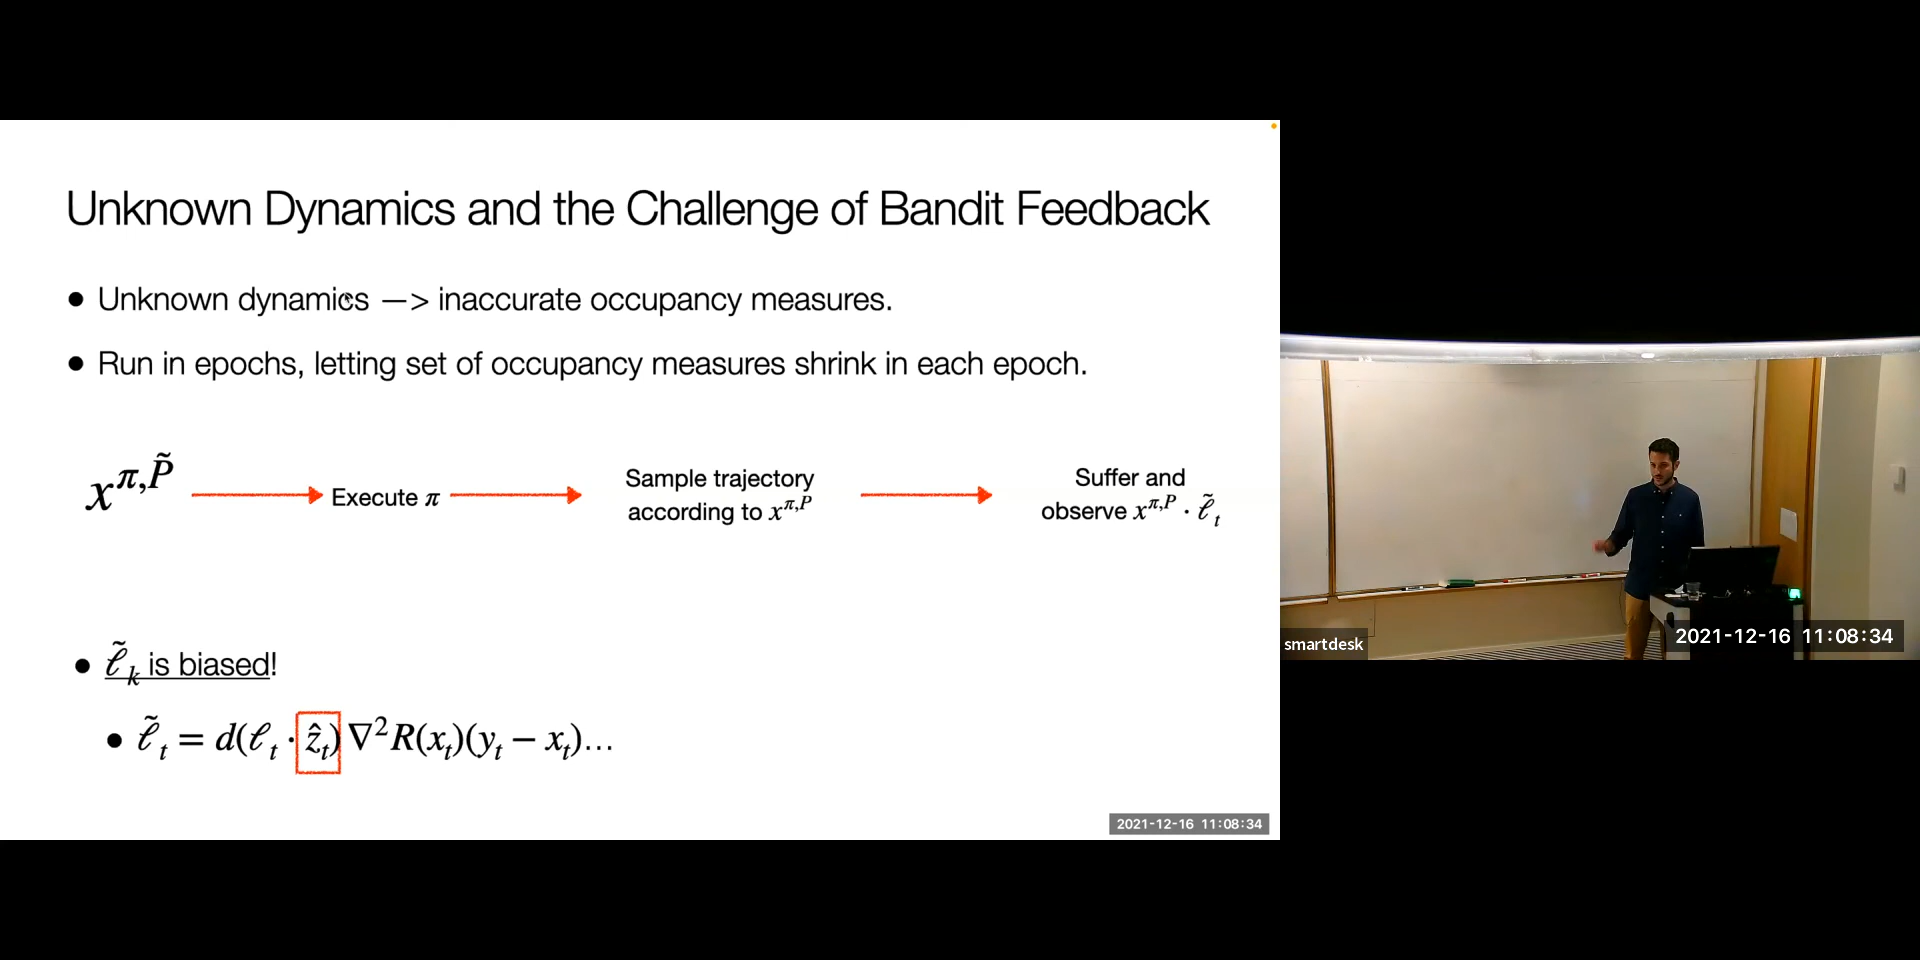 Unknown Dynamics and the Challenge of Bandit Feedback
● Unknown dynamics —> inaccurate occupancy measures.
● Run in epochs, letting set of occupancy measures shrink in each epoch.
x^{π,P̃}
Execute π
Sample trajectory
according to x^{π,P}
Suffer and
observe x^{π,P} · ℓ̃_t
● ℓ̃_k is biased!
● ℓ̃_t = d(ℓ_t · ẑ_t)∇²R(x_t)(y_t − x_t)…
2021-12-16 11:08:34
smartdesk
2021-12-16 11:08:34